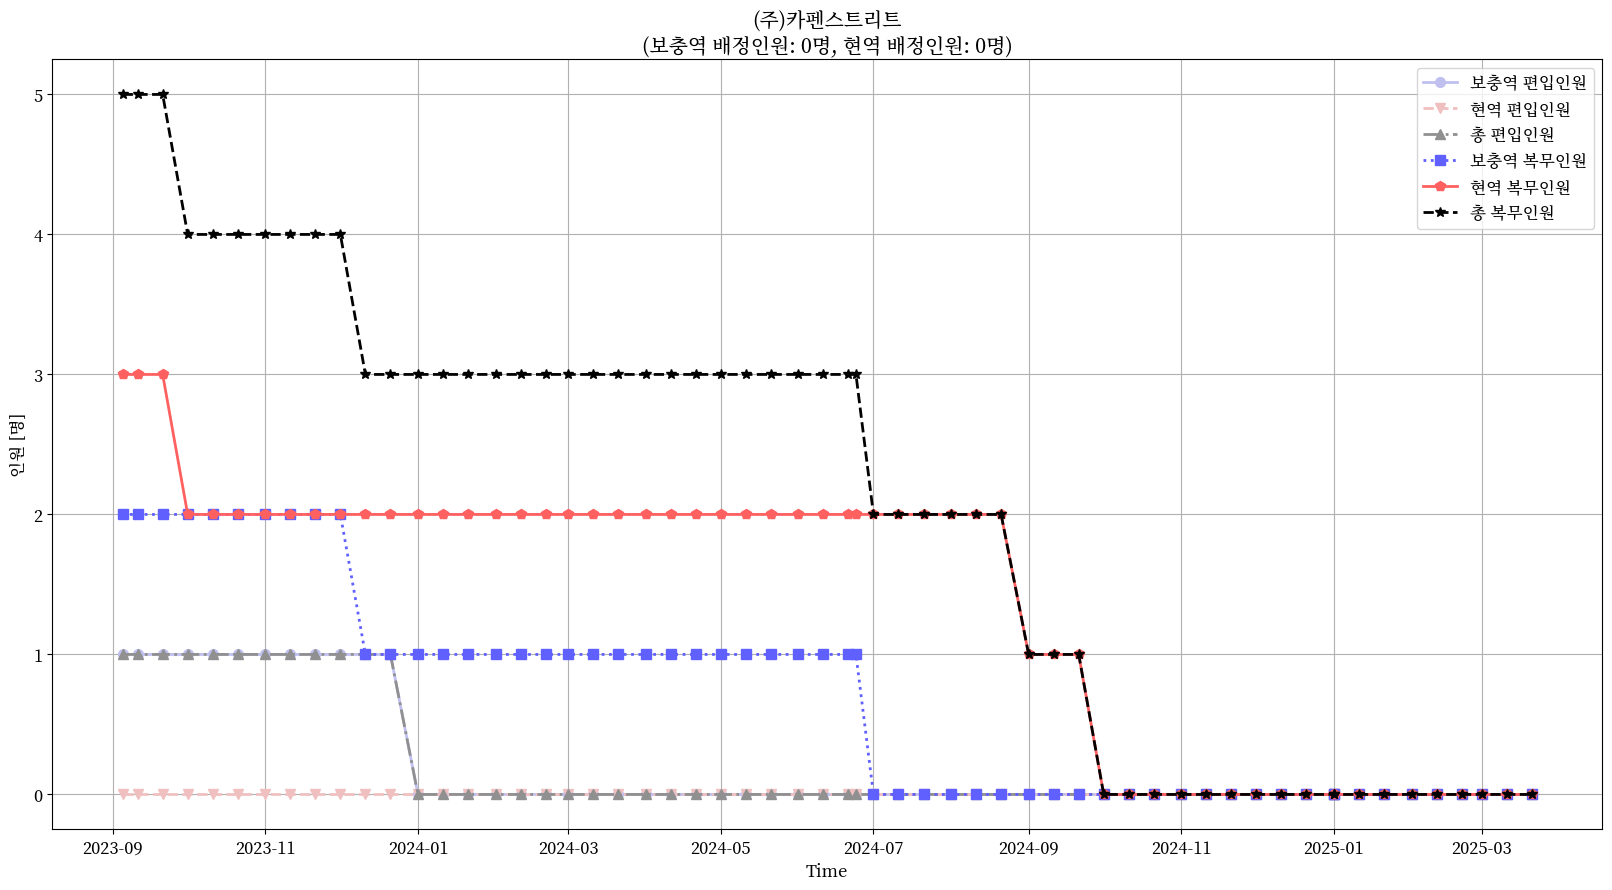 (주)카펜스트리트
(보충역 배정인원: 0명, 현역 배정인원: 0명)
보충역 편입인원
현역 편입인원
총 편입인원
보충역 복무인원
현역 복무인원
총 복무인원
인원 [명]
5
4
3
2
1
0
2023-09 2023-11 2024-01 2024-03 2024-05 2024-07 2024-09 2024-11 2025-01 2025-03
Time